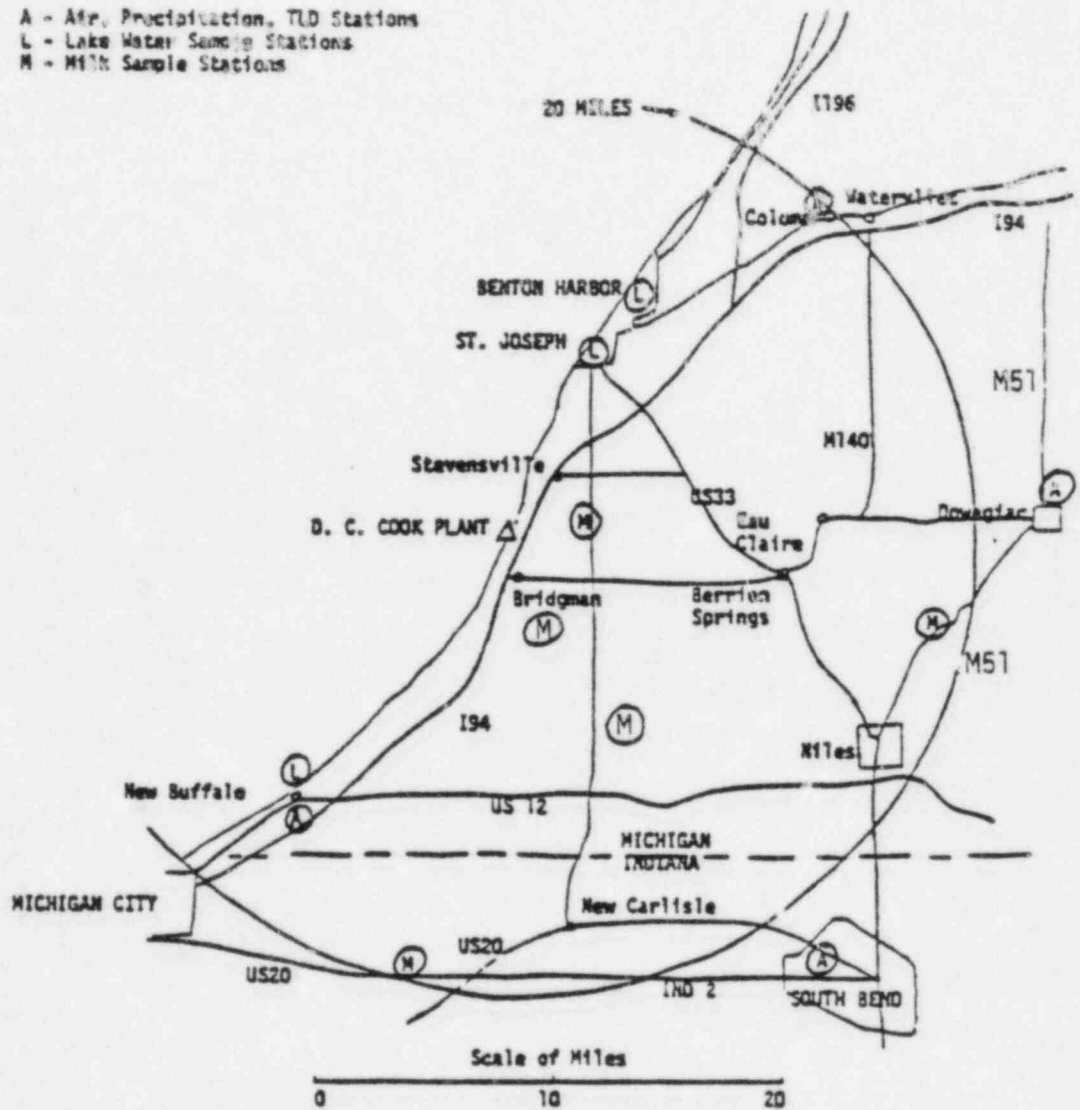 A - Air, Precipitation, TLD Stations
L - Lake Water Sample Stations
M - Milk Sample Stations
20 MILES
I196
A
Watervliet
Coloma
I94
BENTON HARBOR
L
ST. JOSEPH
L
M51
M140
Stevensville
US33
A
D. C. COOK PLANT
M
Eau
Claire
Dowagiac
Bridgman
Berrien
Springs
M
M
M51
M
I94
Niles
L
New Buffalo
US 12
A
MICHIGAN
INDIANA
MICHIGAN CITY
New Carlisle
US20
M
A
US20
IND 2
SOUTH BEND
Scale of Miles
0 10 20